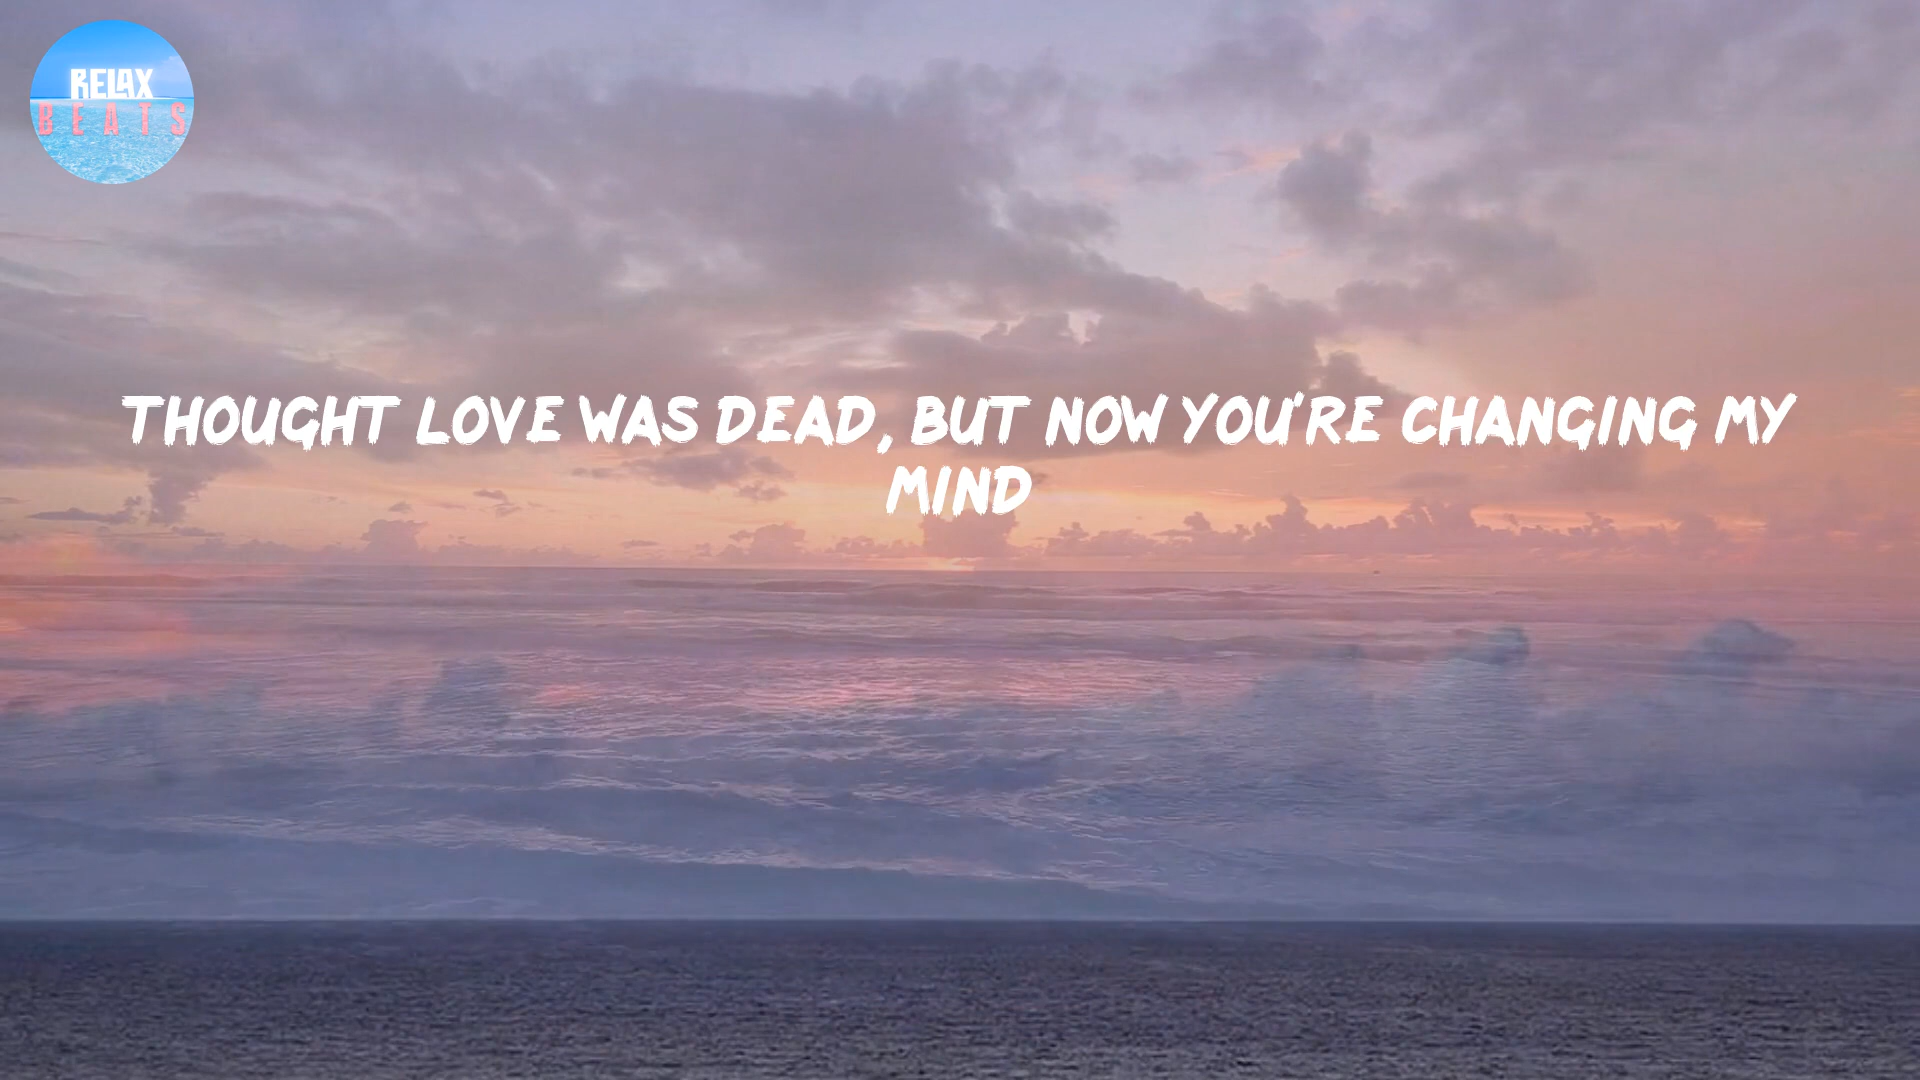 RELAX
BEATS
THOUGHT LOVE WAS DEAD, BUT NOW YOU'RE CHANGING MY
MIND